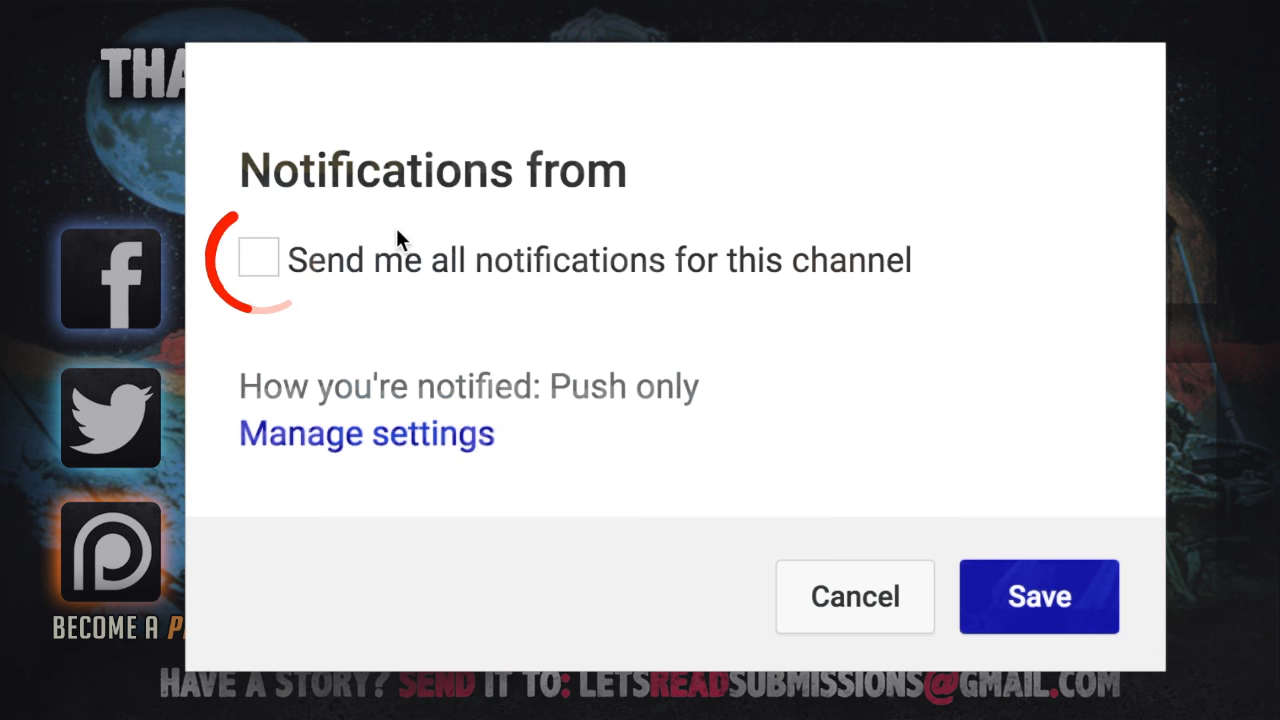 THA
Notifications from
Send me all notifications for this channel
How you're notified: Push only
Manage settings
Cancel
Save
BECOME A P
HAVE A STORY? SEND IT TO: LETSREADSUBMISSIONS@GMAIL.COM